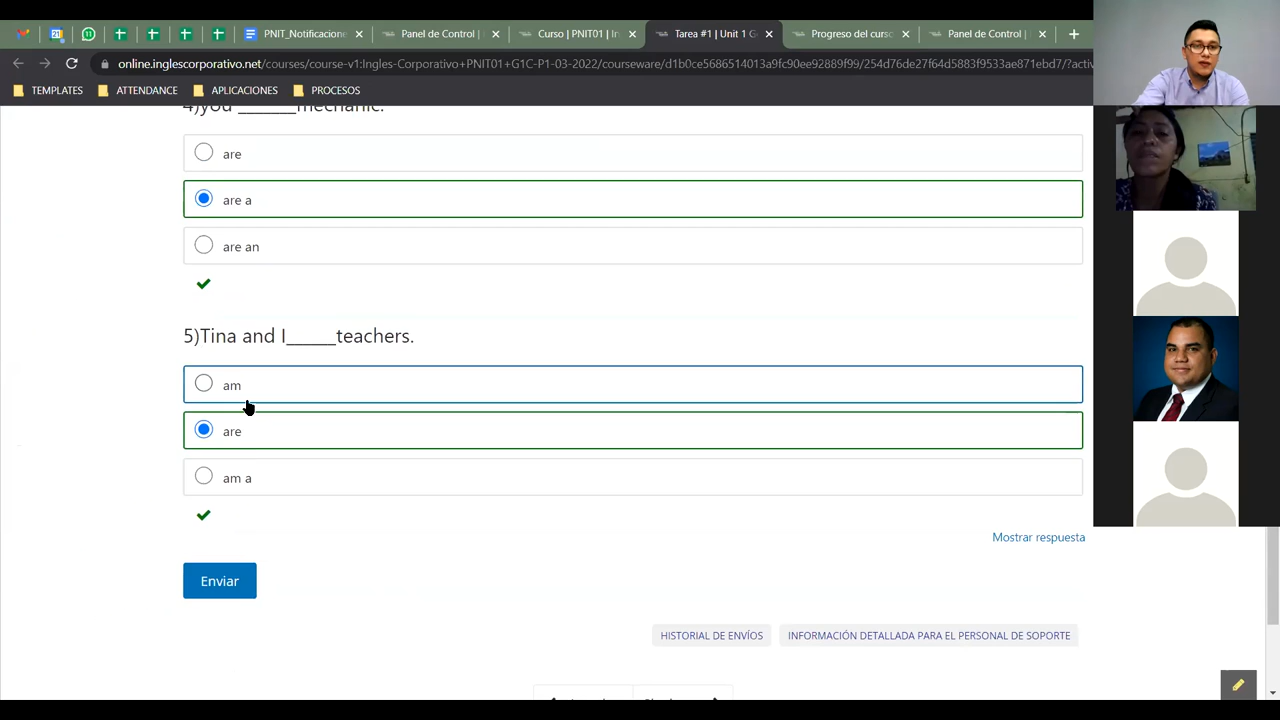 PNIT_Notificacione
Panel de Control |
Curso | PNIT01 | In
Tarea #1 | Unit 1 G
Progreso del curso
Panel de Control |
online.inglescorporativo.net/courses/course-v1:Ingles-Corporativo+PNIT01+G1C-P1-03-2022/courseware/d1b0ce5686514013a9fc90ee92889f99/254d76de27f64d5883f9533ae871ebd7/?activ
TEMPLATES
ATTENDANCE
APLICACIONES
PROCESOS
4)you _______mechanic.
are
are a
are an
5)Tina and I______teachers.
am
are
am a
Mostrar respuesta
Enviar
HISTORIAL DE ENVÍOS
INFORMACIÓN DETALLADA PARA EL PERSONAL DE SOPORTE